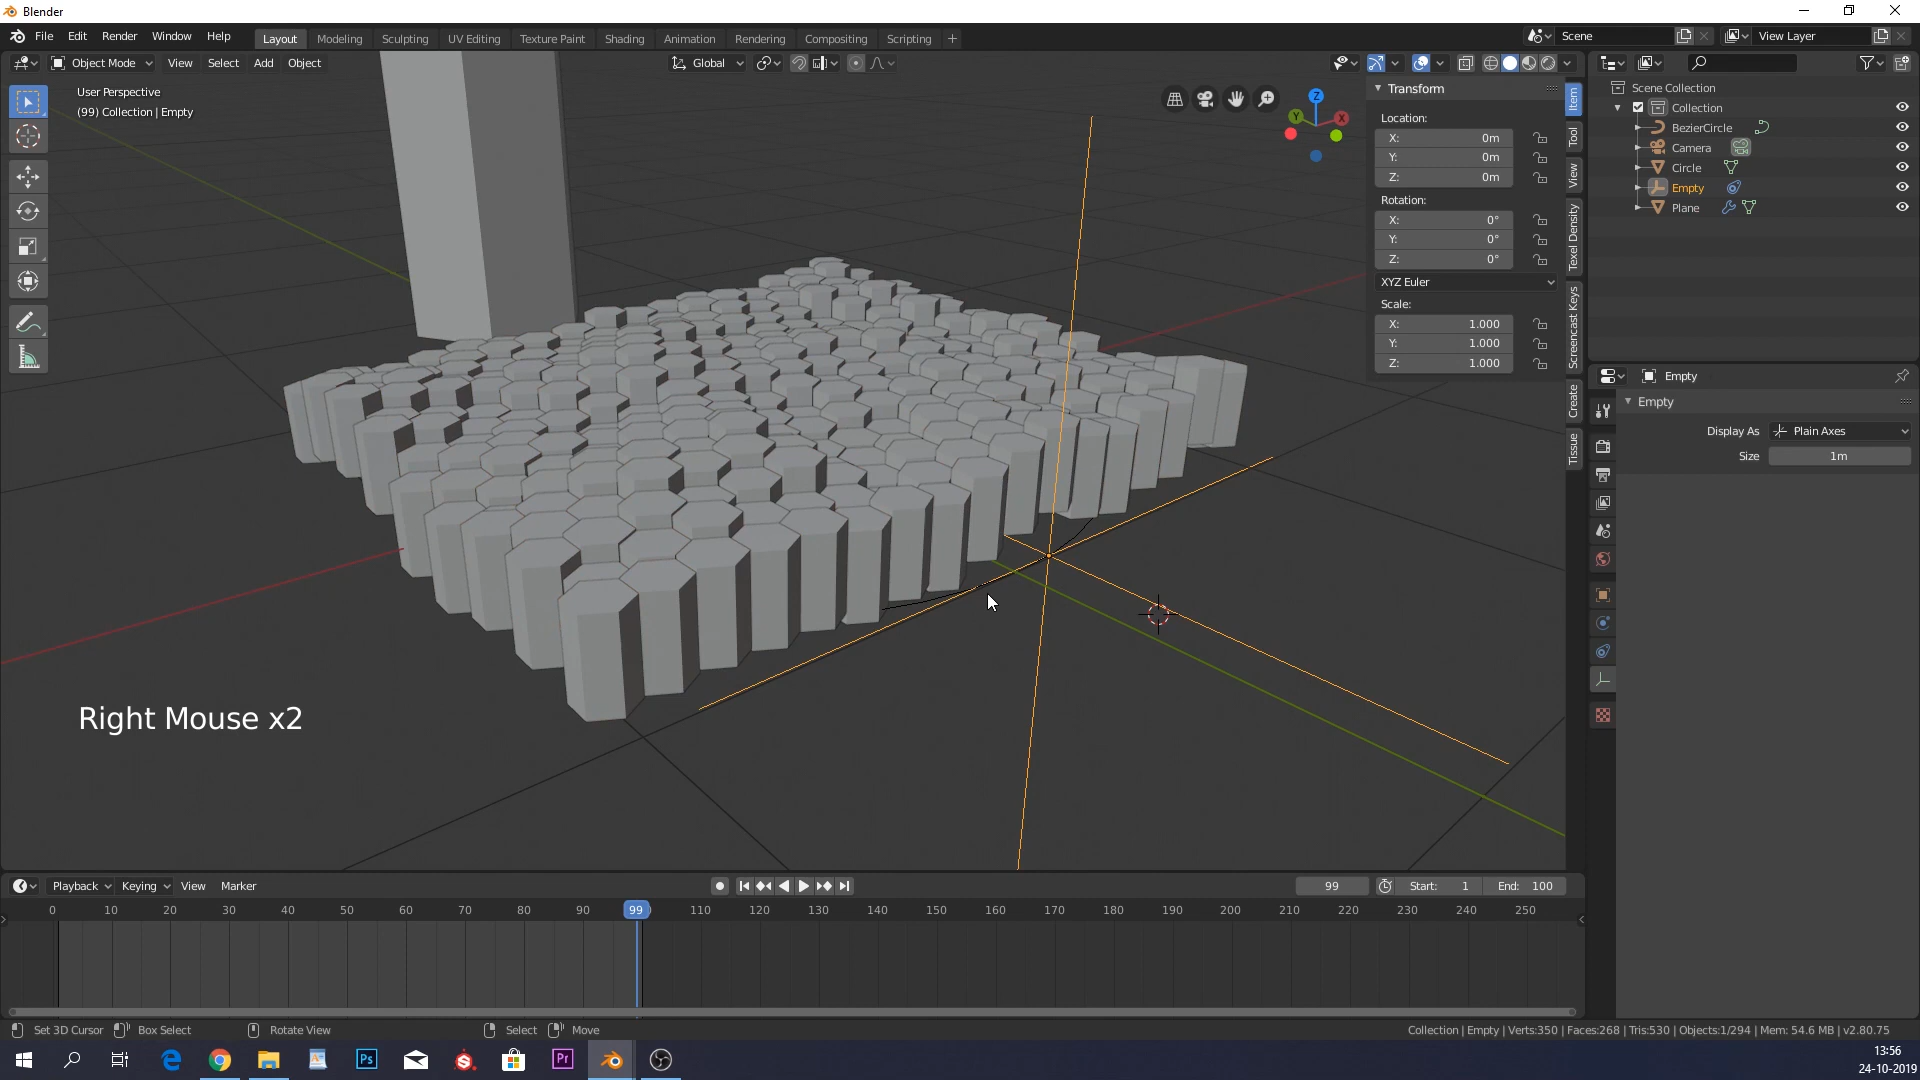 Blender
File Edit Render Window Help
Layout Modeling Sculpting UV Editing Texture Paint Shading Animation Rendering Compositing Scripting +
Scene
View Layer
Object Mode View Select Add Object
Global
User Perspective
(99) Collection | Empty
Z
Y
X
Transform
Location:
X: 0m
Y: 0m
Z: 0m
Rotation:
X: 0°
Y: 0°
Z: 0°
XYZ Euler
Scale:
X: 1.000
Y: 1.000
Z: 1.000
Item
Tool
View
Texel Density
Screencast Keys
Create
Tissue
Scene Collection
Collection
BezierCircle
Camera
Circle
Empty
Plane
Empty
Empty
Display As Plain Axes
Size 1m
Right Mouse x2
Playback Keying View Marker
99 Start: 1 End: 100
0 10 20 30 40 50 60 70 80 90 99 110 120 130 140 150 160 170 180 190 200 210 220 230 240 250
Set 3D Cursor Box Select Rotate View Select Move
Collection | Empty | Verts:350 | Faces:268 | Tris:530 | Objects:1/294 | Mem: 54.6 MB | v2.80.75
Ps
Pr
13:56
24-10-2019